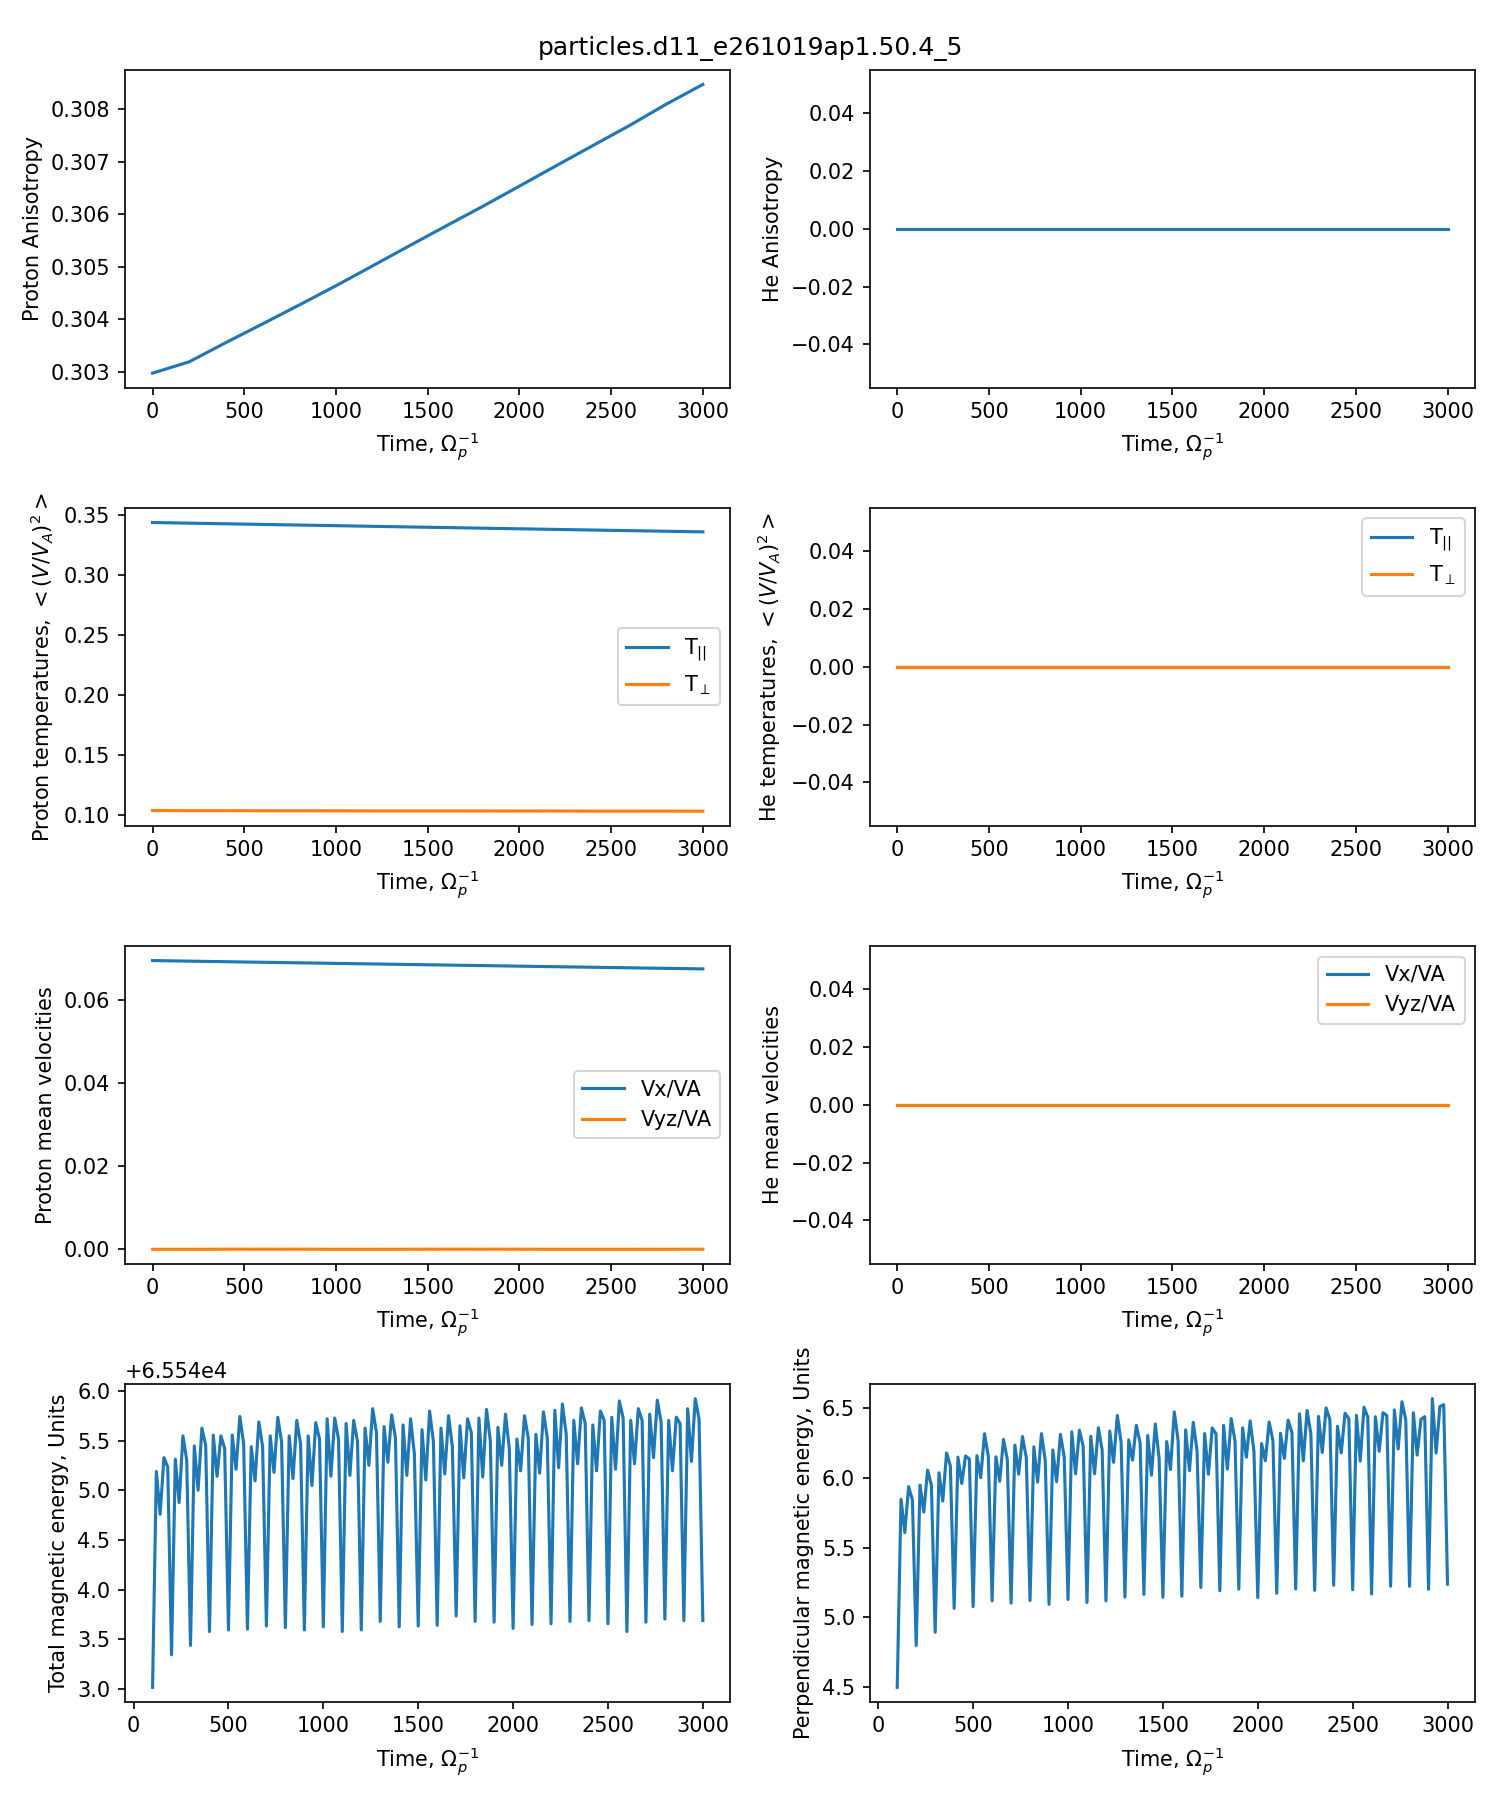 particles.d11_e261019ap1.50.4_5
Proton Anisotropy
0.308
0.307
0.306
0.305
0.304
0.303
0 500 1000 1500 2000 2500 3000
Time, Ω_p^{-1}
He Anisotropy
0.04
0.02
0.00
−0.02
−0.04
0 500 1000 1500 2000 2500 3000
Time, Ω_p^{-1}
Proton temperatures, <(V/V_A)^2>
0.35
0.30
0.25
0.20
0.15
0.10
T_{||}
T_⊥
0 500 1000 1500 2000 2500 3000
Time, Ω_p^{-1}
He temperatures, <(V/V_A)^2>
0.04
0.02
0.00
−0.02
−0.04
T_{||}
T_⊥
0 500 1000 1500 2000 2500 3000
Time, Ω_p^{-1}
Proton mean velocities
0.06
0.04
0.02
0.00
Vx/VA
Vyz/VA
0 500 1000 1500 2000 2500 3000
Time, Ω_p^{-1}
He mean velocities
0.04
0.02
0.00
−0.02
−0.04
Vx/VA
Vyz/VA
0 500 1000 1500 2000 2500 3000
Time, Ω_p^{-1}
+6.554e4
Total magnetic energy, Units
6.0
5.5
5.0
4.5
4.0
3.5
3.0
0 500 1000 1500 2000 2500 3000
Time, Ω_p^{-1}
Perpendicular magnetic energy, Units
6.5
6.0
5.5
5.0
4.5
0 500 1000 1500 2000 2500 3000
Time, Ω_p^{-1}